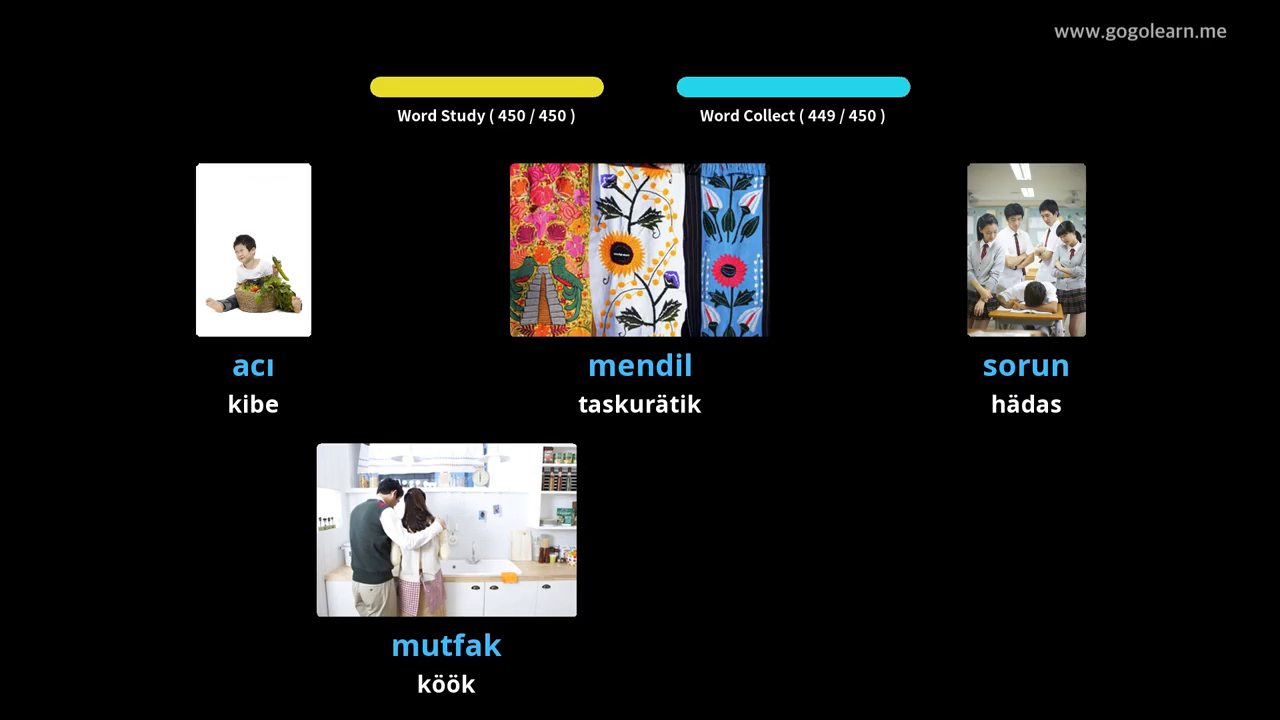 www.gogolearn.me
Word Study ( 450 / 450 )
Word Collect ( 449 / 450 )
acı
kibe
mendil
taskurätik
sorun
hädas
mutfak
köök